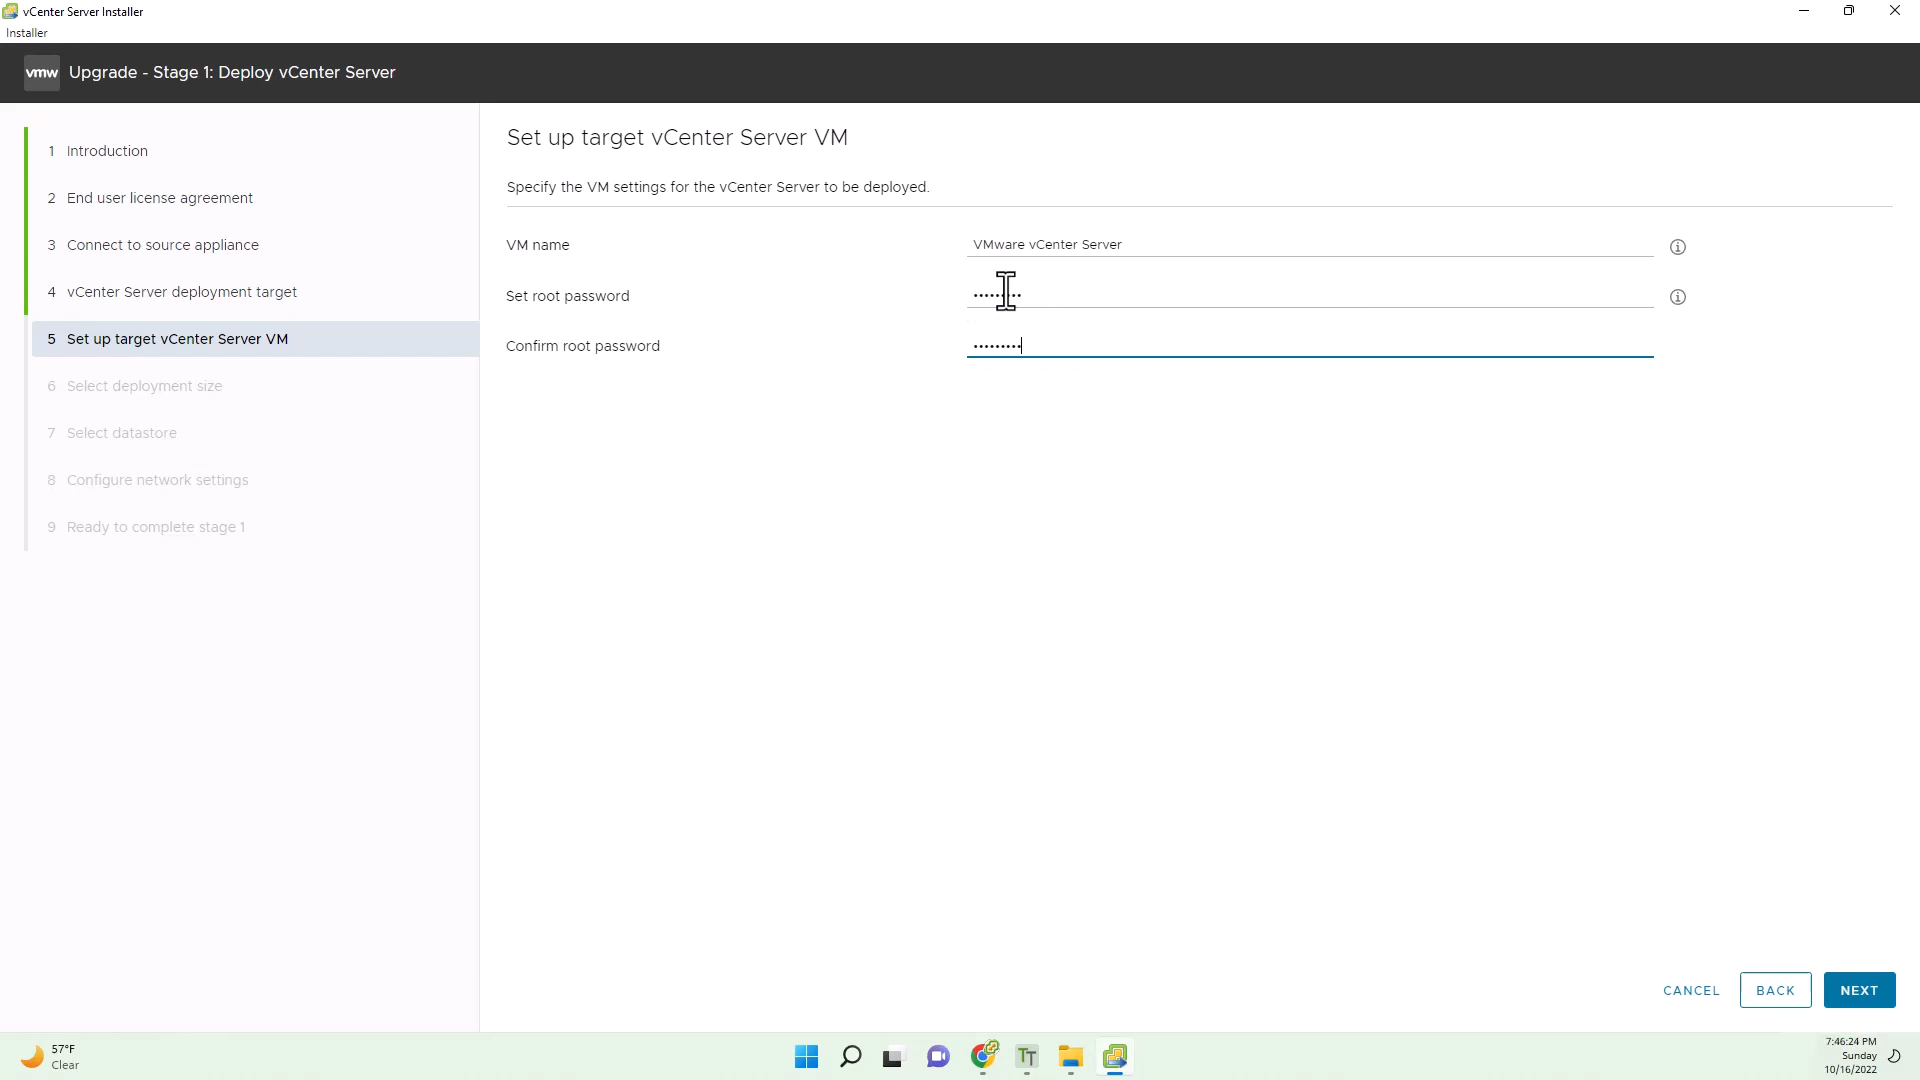 vCenter Server Installer
Installer
vmw Upgrade - Stage 1: Deploy vCenter Server
1 Introduction
2 End user license agreement
3 Connect to source appliance
4 vCenter Server deployment target
5 Set up target vCenter Server VM
6 Select deployment size
7 Select datastore
8 Configure network settings
9 Ready to complete stage 1
Set up target vCenter Server VM
Specify the VM settings for the vCenter Server to be deployed.
VM name
VMware vCenter Server
Set root password
•••••••••
Confirm root password
•••••••••
CANCEL
BACK
NEXT
57°F
Clear
TT
7:46:24 PM
Sunday
10/16/2022